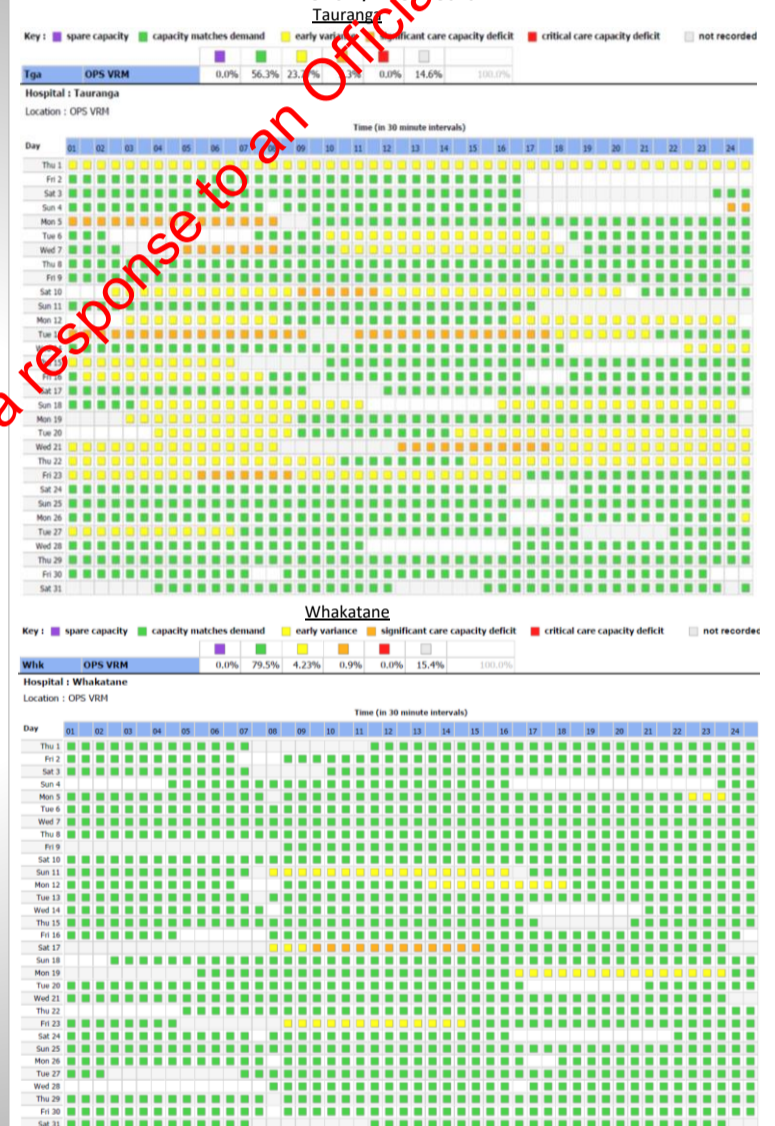 Tauranga
Key : spare capacity capacity matches demand early variance significant care capacity deficit critical care capacity deficit not recorded
Tga OPS VRM 0.0% 56.3% 0.0% 14.6% 100.0%
Hospital : Tauranga
Location : OPS VRM
Time (in 30 minute intervals)
Day 01 02 03 04 05 06 07 08 09 10 11 12 13 14 15 16 17 18 19 20 21 22 23 24
Thu 1
Fri 2
Sat 3
Sun 4
Mon 5
Tue 6
Wed 7
Thu 8
Fri 9
Sat 10
Sun 11
Mon 12
Tue
Fri 16
Sat 17
Sun 18
Mon 19
Tue 20
Wed 21
Thu 22
Fri 23
Sat 24
Sun 25
Mon 26
Tue 27
Wed 28
Thu 29
Fri 30
Sat 31
a response to an Official
Whakatane
Key : spare capacity capacity matches demand early variance significant care capacity deficit critical care capacity deficit not recorded
Whk OPS VRM 0.0% 79.5% 4.23% 0.9% 0.0% 15.4% 100.0%
Hospital : Whakatane
Location : OPS VRM
Time (in 30 minute intervals)
Day 01 02 03 04 05 06 07 08 09 10 11 12 13 14 15 16 17 18 19 20 21 22 23 24
Thu 1
Fri 2
Sat 3
Sun 4
Mon 5
Tue 6
Wed 7
Thu 8
Fri 9
Sat 10
Sun 11
Mon 12
Tue 13
Wed 14
Thu 15
Fri 16
Sat 17
Sun 18
Mon 19
Tue 20
Wed 21
Thu 22
Fri 23
Sat 24
Sun 25
Mon 26
Tue 27
Wed 28
Thu 29
Fri 30
Sat 31